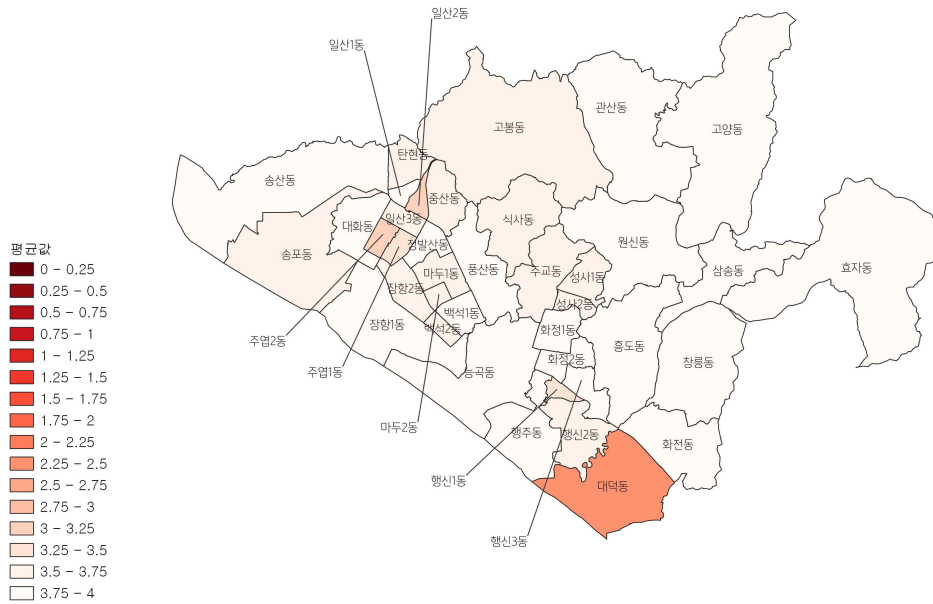 일산2동
일산1동
관산동
고양동
고봉동
탄현동
송산동
중산동
대화동
일산3동
식사동
정발산동
원신동
송포동
풍산동
주교동
성사1동
삼송동
효자동
마두1동
장항2동
성사2동
백석1동
장항1동
백석2동
화정1동
흥도동
주엽2동
화정2동
창릉동
주엽1동
능곡동
마두2동
행주동
행신2동
화전동
행신1동
대덕동
행신3동
평균값
0 - 0.25
0.25 - 0.5
0.5 - 0.75
0.75 - 1
1 - 1.25
1.25 - 1.5
1.5 - 1.75
1.75 - 2
2 - 2.25
2.25 - 2.5
2.5 - 2.75
2.75 - 3
3 - 3.25
3.25 - 3.5
3.5 - 3.75
3.75 - 4